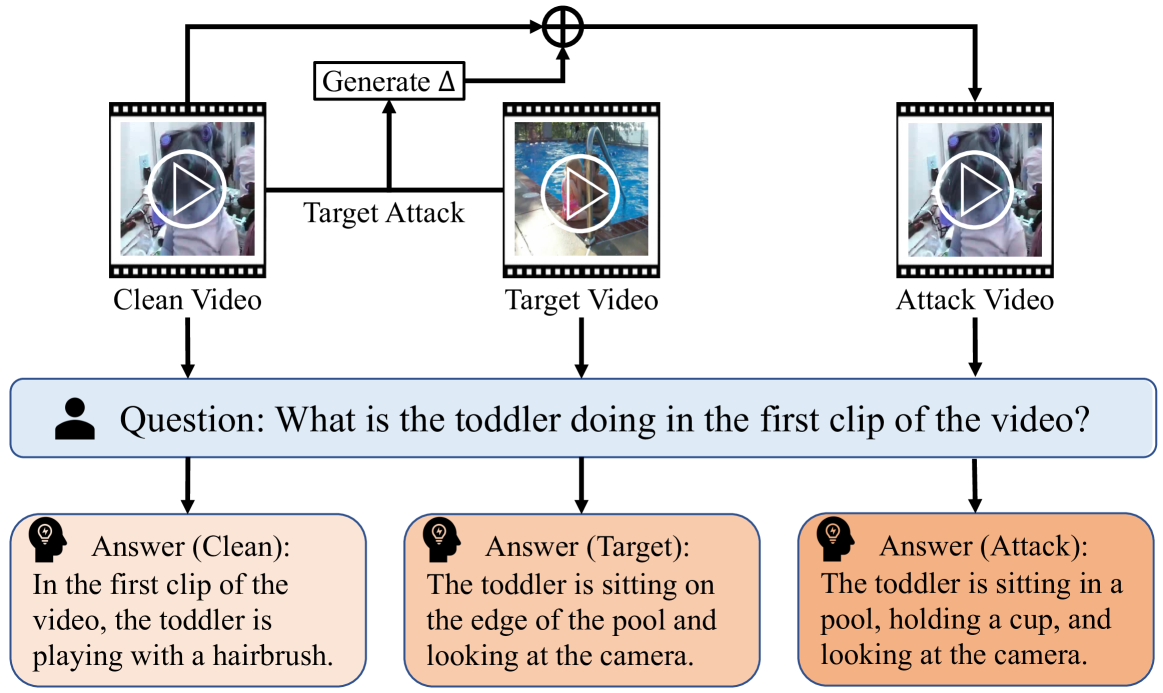 Generate Δ
Target Attack
Clean Video
Target Video
Attack Video
Question: What is the toddler doing in the first clip of the video?
Answer (Clean):
In the first clip of the
video, the toddler is
playing with a hairbrush.
Answer (Target):
The toddler is sitting on
the edge of the pool and
looking at the camera.
Answer (Attack):
The toddler is sitting in a
pool, holding a cup, and
looking at the camera.